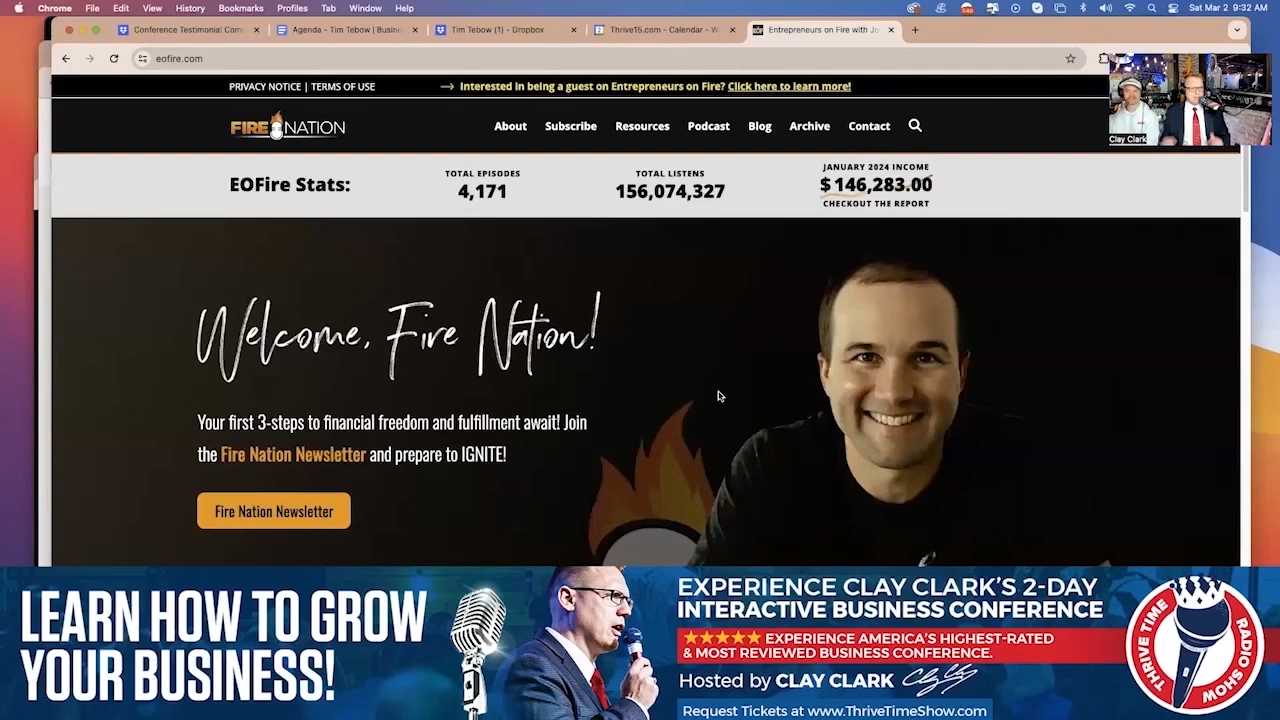 Chrome File Edit View History Bookmarks Profiles Tab Window Help
Sat Mar 2 9:32 AM
Conference Testimonial Com
Agenda - Tim Tebow | Busine
Tim Tebow (1) - Dropbox
Thrive15.com - Calendar - W
Entrepreneurs on Fire with Jo
eofire.com
PRIVACY NOTICE | TERMS OF USE
Interested in being a guest on Entrepreneurs on Fire? Click here to learn more!
Clay Clark
FIRE NATION
About Subscribe Resources Podcast Blog Archive Contact
EOFire Stats:
TOTAL EPISODES
4,171
TOTAL LISTENS
156,074,327
JANUARY 2024 INCOME
$146,283.00
CHECKOUT THE REPORT
Welcome, Fire Nation!
Your first 3-steps to financial freedom and fulfillment await! Join
the Fire Nation Newsletter and prepare to IGNITE!
Fire Nation Newsletter
LEARN HOW TO GROW
YOUR BUSINESS!
EXPERIENCE CLAY CLARK'S 2-DAY
INTERACTIVE BUSINESS CONFERENCE
EXPERIENCE AMERICA'S HIGHEST-RATED
& MOST REVIEWED BUSINESS CONFERENCE.
Hosted by CLAY CLARK
Request Tickets at www.ThriveTimeShow.com
THRIVE TIME
RADIO SHOW